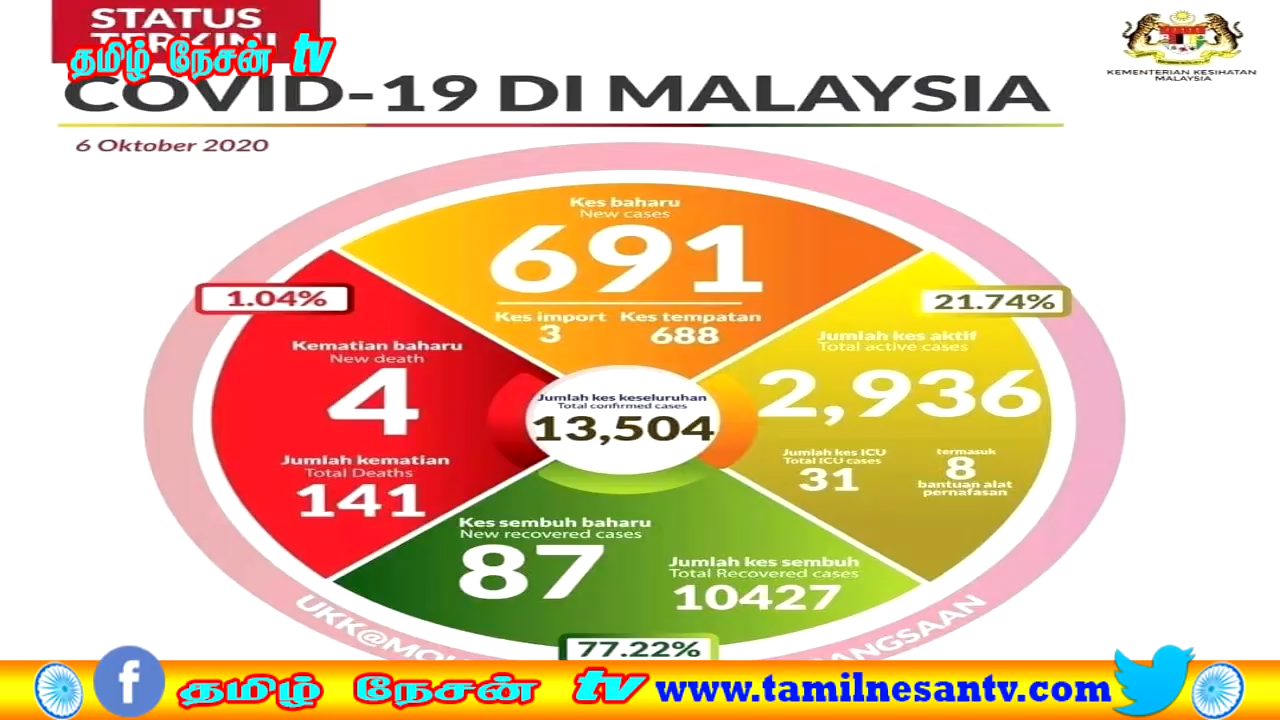 STATUS
TERKINI
தமிழ் நேசன் tv
COVID-19 DI MALAYSIA
6 Oktober 2020
KEMENTERIAN KESIHATAN
MALAYSIA
Kes baharu
New cases
691
Kes import
3
Kes tempatan
688
1.04%
Kematian baharu
New death
4
Jumlah kematian
Total Deaths
141
21.74%
Jumlah kes aktif
Total active cases
2,936
Jumlah kes ICU
Total ICU cases
31
termasuk
8
bantuan alat
pernafasan
Jumlah kes keseluruhan
Total confirmed cases
13,504
Kes sembuh baharu
New recovered cases
87
Jumlah kes sembuh
Total Recovered cases
10427
77.22%
f தமிழ் நேசன் tv www.tamilnesantv.com